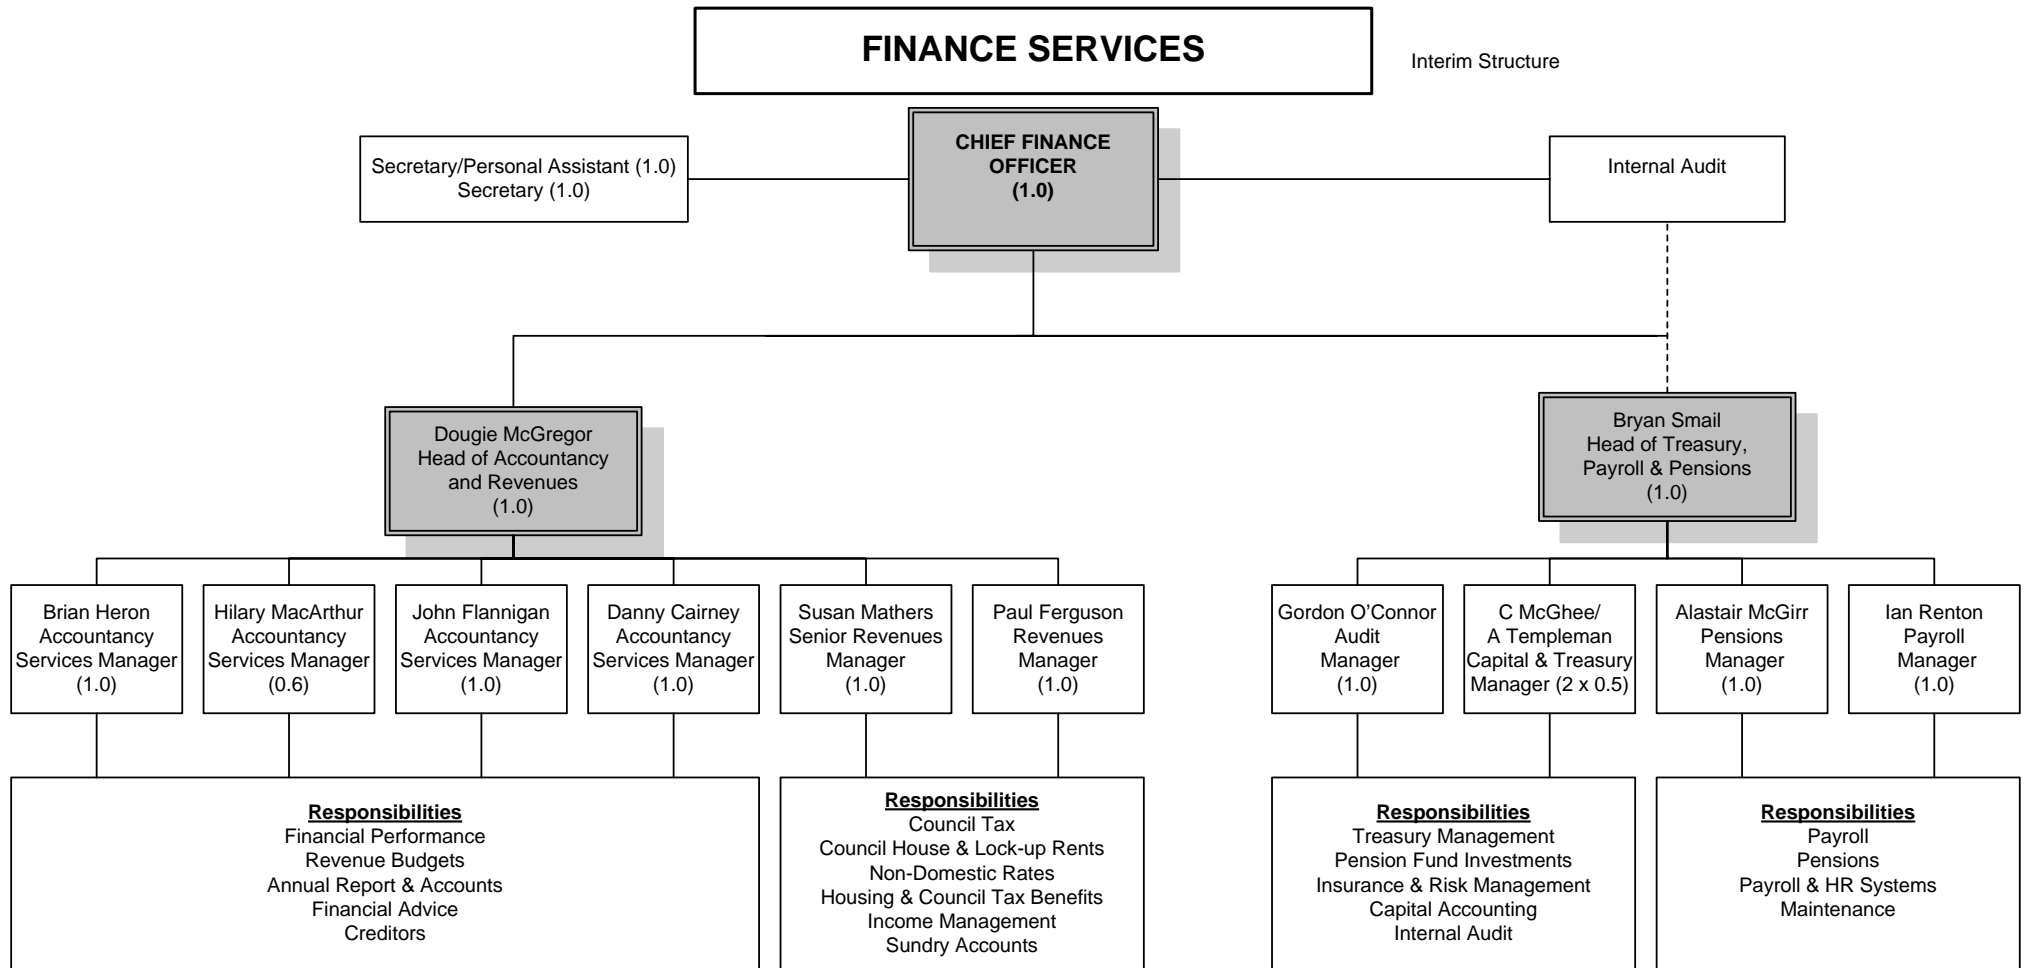 FINANCE SERVICES
Interim Structure
CHIEF FINANCE
OFFICER
(1.0)
Secretary/Personal Assistant (1.0)
Secretary (1.0)
Internal Audit
Dougie McGregor
Head of Accountancy
and Revenues
(1.0)
Bryan Smail
Head of Treasury,
Payroll & Pensions
(1.0)
Brian Heron
Accountancy
Services Manager
(1.0)
Hilary MacArthur
Accountancy
Services Manager
(0.6)
John Flannigan
Accountancy
Services Manager
(1.0)
Danny Cairney
Accountancy
Services Manager
(1.0)
Susan Mathers
Senior Revenues
Manager
(1.0)
Paul Ferguson
Revenues
Manager
(1.0)
Gordon O’Connor
Audit
Manager
(1.0)
C McGhee/
A Templeman
Capital & Treasury
Manager (2 x 0.5)
Alastair McGirr
Pensions
Manager
(1.0)
Ian Renton
Payroll
Manager
(1.0)
Responsibilities
Financial Performance
Revenue Budgets
Annual Report & Accounts
Financial Advice
Creditors
Responsibilities
Council Tax
Council House & Lock-up Rents
Non-Domestic Rates
Housing & Council Tax Benefits
Income Management
Sundry Accounts
Responsibilities
Treasury Management
Pension Fund Investments
Insurance & Risk Management
Capital Accounting
Internal Audit
Responsibilities
Payroll
Pensions
Payroll & HR Systems
Maintenance